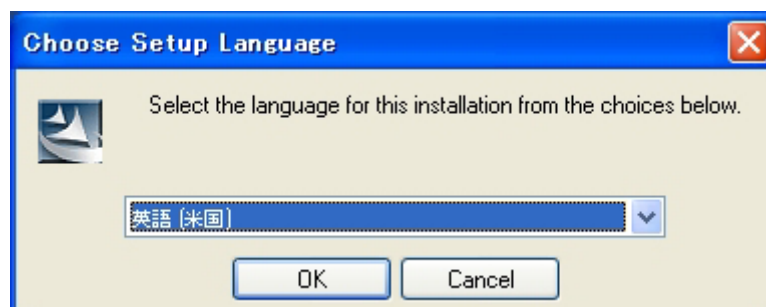 Choose Setup Language
Select the language for this installation from the choices below.
英語 (米国)
OK
Cancel